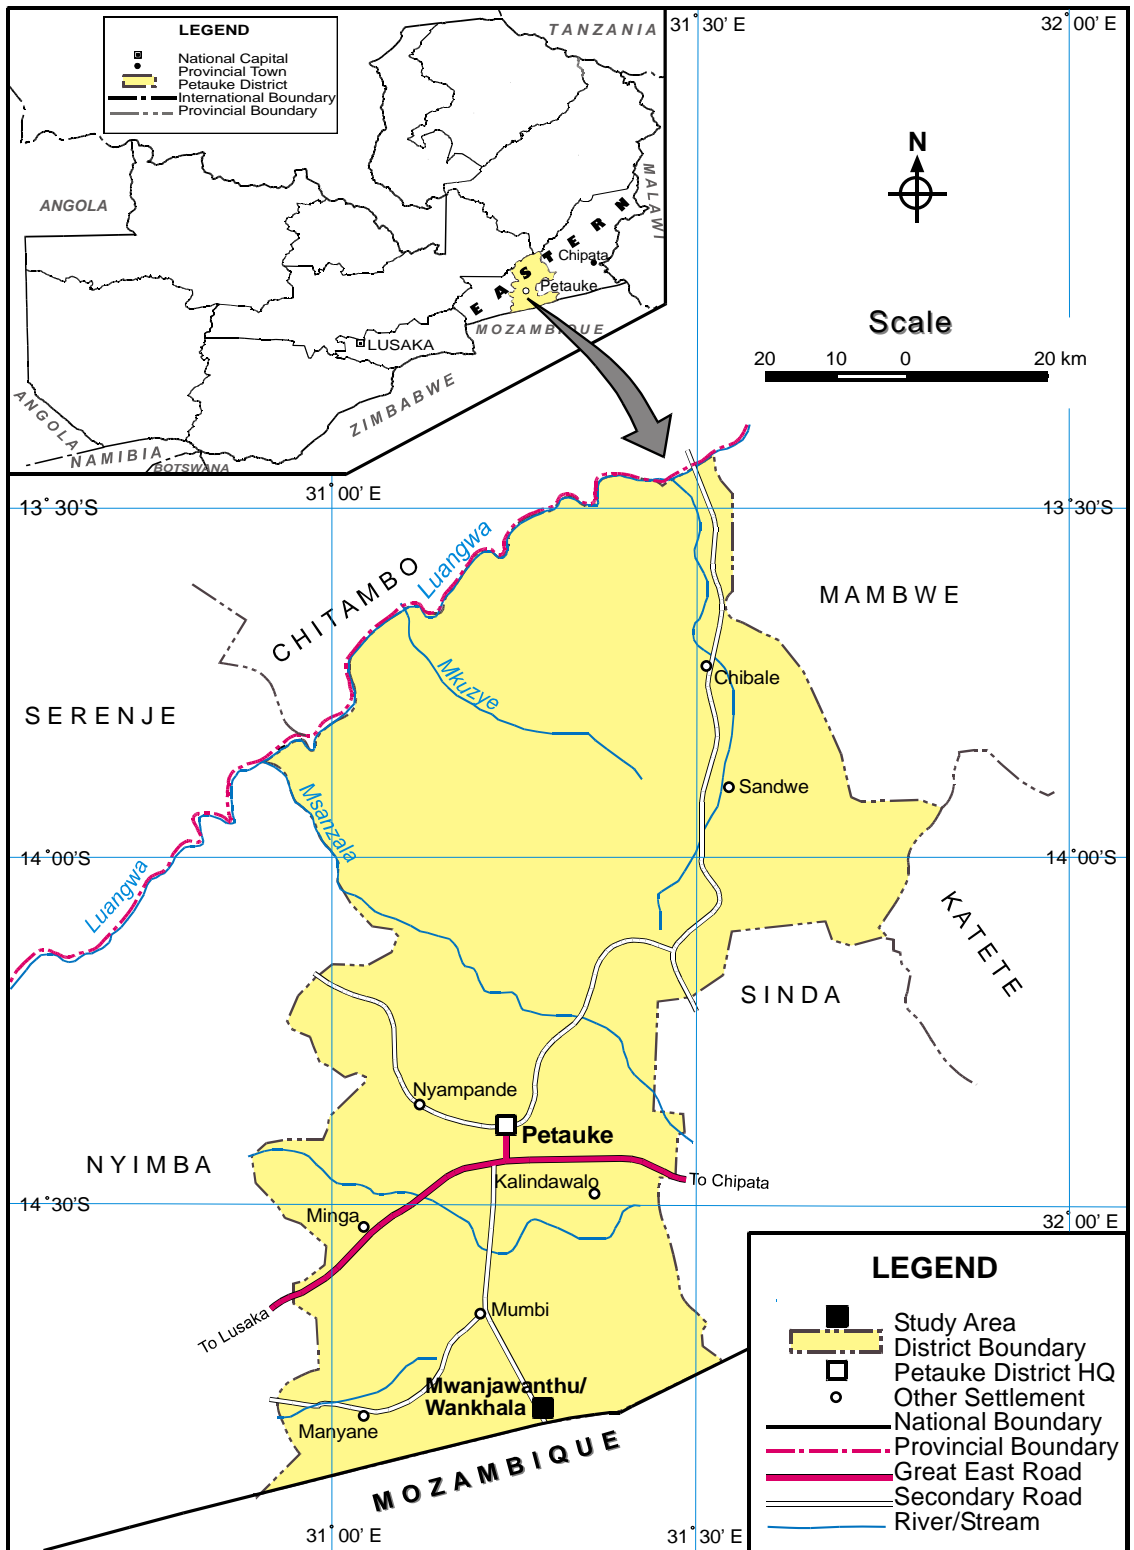 LEGEND
National Capital
Provincial Town
Petauke District
International Boundary
Provincial Boundary
TANZANIA
31°30' E
32°00' E
N
ANGOLA
MALAWI
EASTERN
Chipata
Petauke
MOZAMBIQUE
LUSAKA
ZIMBABWE
ANGOLA
NAMIBIA
BOTSWANA
Scale
20 10 0 20 km
31°00' E
13°30'S
13°30'S
Luangwa
CHITAMBO
MAMBWE
Mkuzye
Chibale
SERENJE
Sandwe
Msanzala
14°00'S
14°00'S
Luangwa
KATETE
SINDA
Nyampande
Petauke
NYIMBA
Kalindawalo
To Chipata
14°30'S
Minga
32°00' E
To Lusaka
Mumbi
Mwanjawanthu/
Wankhala
Manyane
MOZAMBIQUE
31°00' E
31°30' E
LEGEND
Study Area
District Boundary
Petauke District HQ
Other Settlement
National Boundary
Provincial Boundary
Great East Road
Secondary Road
River/Stream